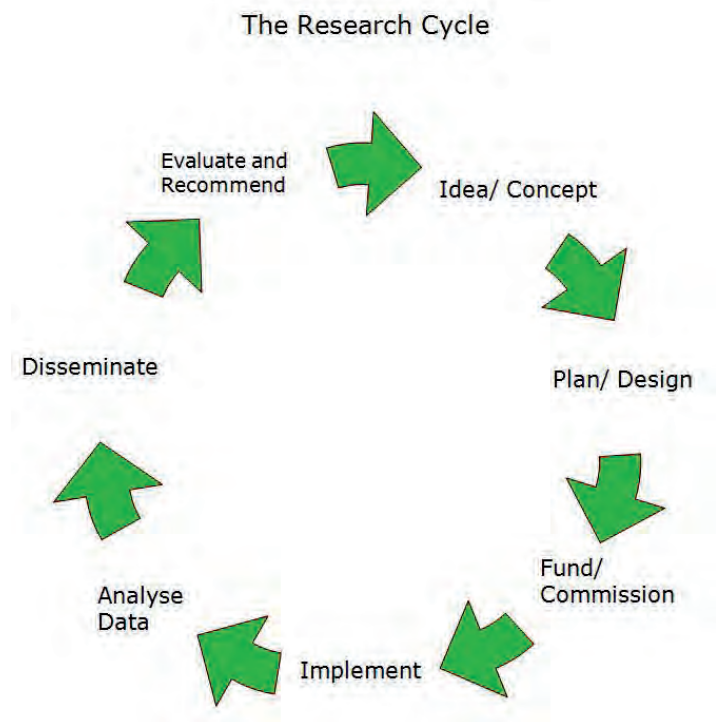 The Research Cycle
Evaluate and
Recommend
Idea/ Concept
Disseminate
Plan/ Design
Fund/
Commission
Analyse
Data
Implement